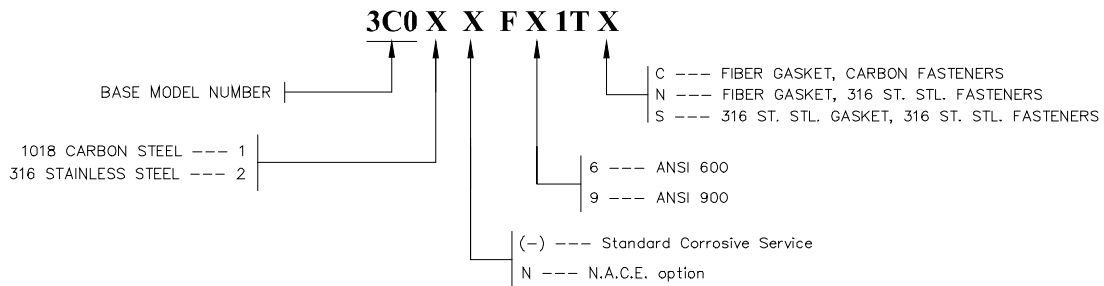 3C0 X X F X 1T X
BASE MODEL NUMBER
C --- FIBER GASKET, CARBON FASTENERS
N --- FIBER GASKET, 316 ST. STL. FASTENERS
S --- 316 ST. STL. GASKET, 316 ST. STL. FASTENERS
1018 CARBON STEEL --- 1
316 STAINLESS STEEL --- 2
6 --- ANSI 600
9 --- ANSI 900
(-) --- Standard Corrosive Service
N --- N.A.C.E. option